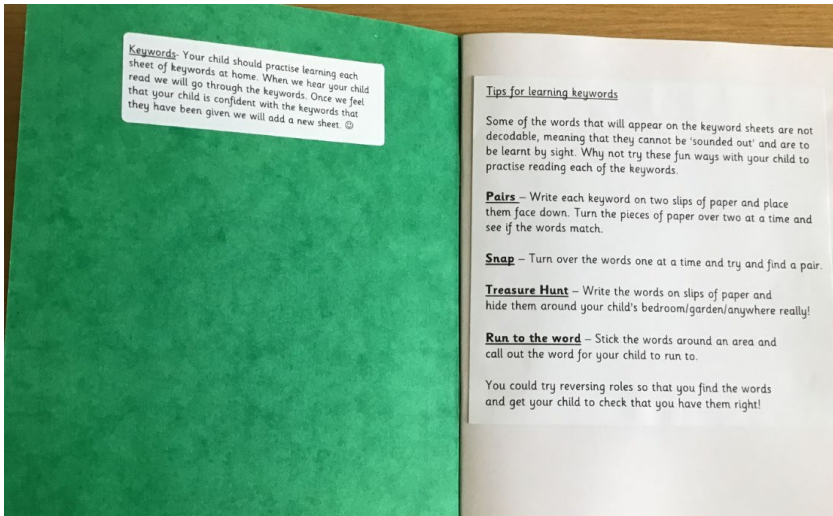 Keywords- Your child should practise learning each
sheet of keywords at home. When we hear your child
read we will go through the keywords. Once we feel
that your child is confident with the keywords that
they have been given we will add a new sheet. ☺
Tips for learning keywords
Some of the words that will appear on the keyword sheets are not
decodable, meaning that they cannot be ‘sounded out’ and are to
be learnt by sight. Why not try these fun ways with your child to
practise reading each of the keywords.
Pairs – Write each keyword on two slips of paper and place
them face down. Turn the pieces of paper over two at a time and
see if the words match.
Snap – Turn over the words one at a time and try and find a pair.
Treasure Hunt – Write the words on slips of paper and
hide them around your child's bedroom/garden/anywhere really!
Run to the word – Stick the words around an area and
call out the word for your child to run to.
You could try reversing roles so that you find the words
and get your child to check that you have them right!